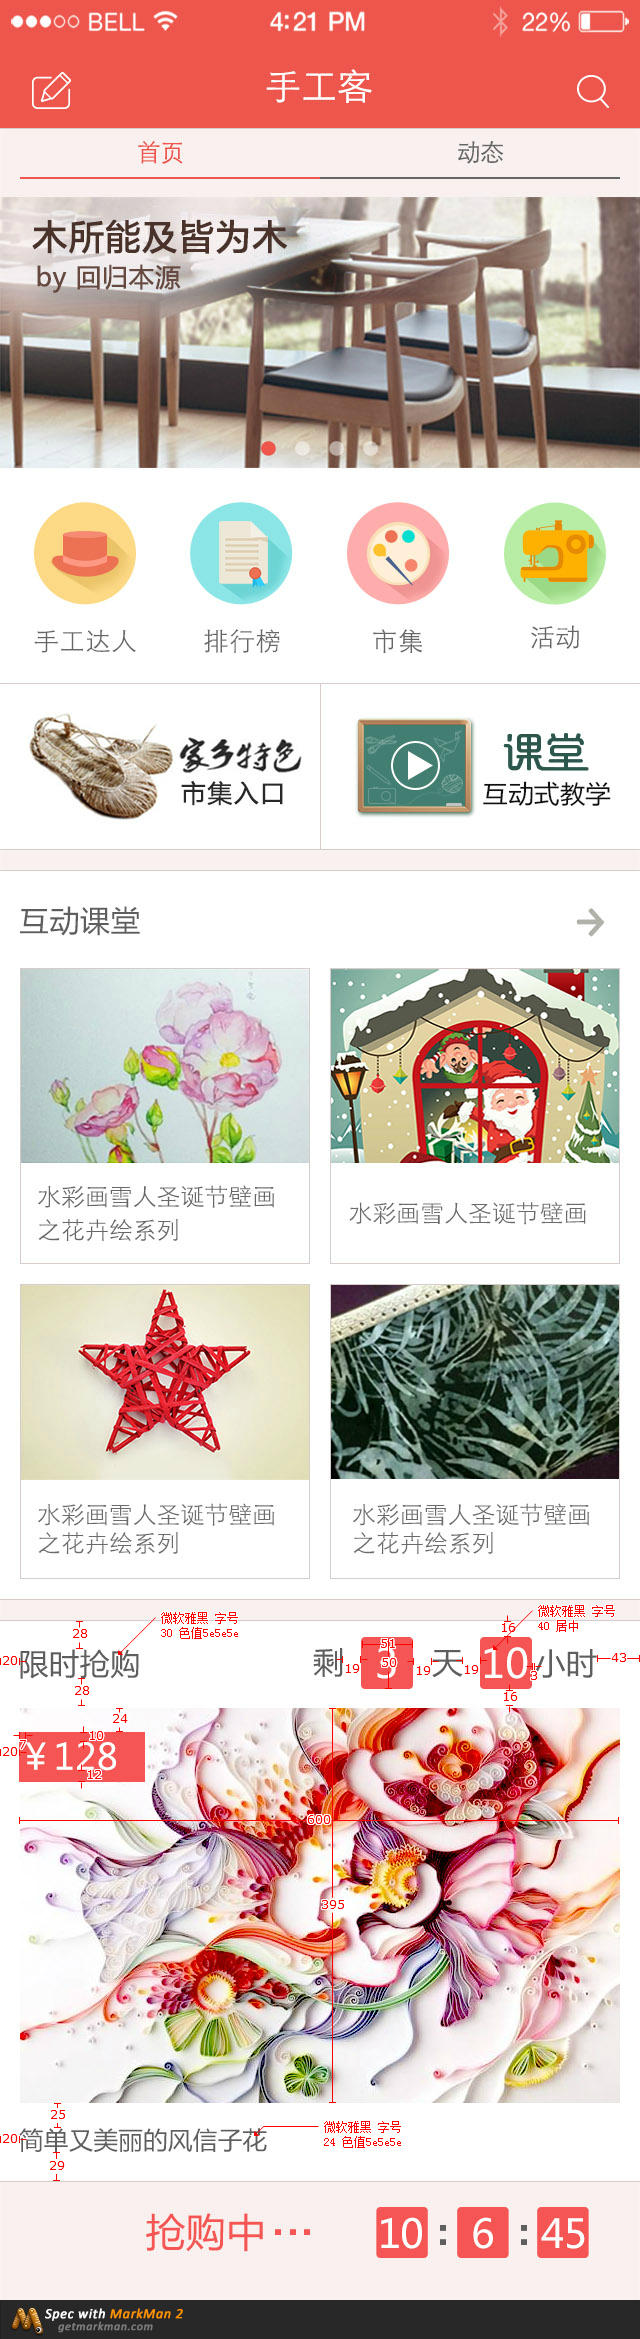 BELL 4:21 PM 22%
手工客
首页 动态
木所能及皆为木
by 回归本源
手工达人 排行榜 市集 活动
家乡特色
市集入口
课堂
互动式教学
互动课堂
水彩画雪人圣诞节壁画
之花卉绘系列
水彩画雪人圣诞节壁画
水彩画雪人圣诞节壁画
之花卉绘系列
水彩画雪人圣诞节壁画
之花卉绘系列
微软雅黑 字号
30 色值5e5e5e
微软雅黑 字号
40 居中
28
16
51
20 限时抢购 剩 19 3 50 19 天 19 10 3 小时 43
28
16
24
20 7 10 ¥128
12
600
395
25
微软雅黑 字号
24 色值5e5e5e
20 简单又美丽的风信子花
29
抢购中··· 10 : 6 : 45
Spec with MarkMan 2
getmarkman.com